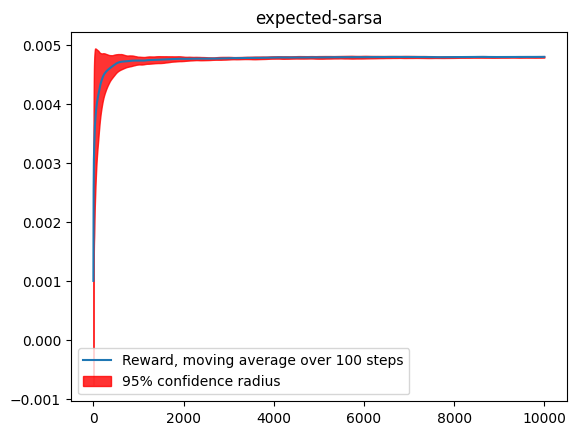 expected-sarsa
0.005
0.004
0.003
0.002
0.001
0.000
−0.001
Reward, moving average over 100 steps
95% confidence radius
0 2000 4000 6000 8000 10000